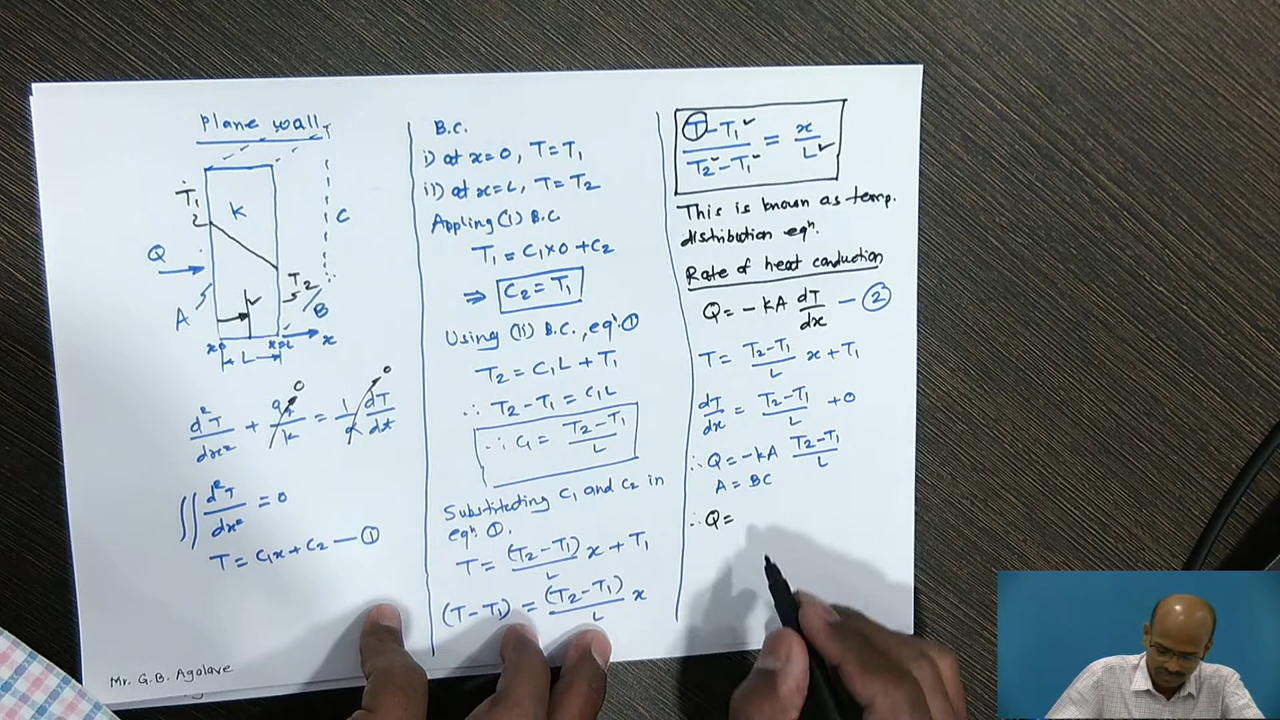 Plane wall
T₁
K
Q
A
T₂
C
B
x=0
L
x=L
x
d²T/dx² + q/k = 1/α dT/dt
0
0
∫∫ d²T/dx² = 0
T = C₁x + C₂ — ①
Mr. G. B. Agolave
B.C.
i) at x=0, T=T₁
ii) at x=L, T=T₂
Appling (i) B.C
T₁ = C₁×0 + C₂
⇒ C₂ = T₁
Using (ii) B.C., eqⁿ ①
T₂ = C₁L + T₁
∴ T₂-T₁ = C₁L
∴ C₁ = (T₂-T₁)/L
Substituting C₁ and C₂ in
eqⁿ ①.
T = (T₂-T₁)/L x + T₁
(T-T₁) = (T₂-T₁)/L x
(T-T₁)/(T₂-T₁) = x/L
This is known as temp.
distribution eqⁿ.
Rate of heat conduction
Q = -kA dT/dx — ②
T = (T₂-T₁)/L x + T₁
dT/dx = (T₂-T₁)/L + 0
∴ Q = -kA (T₂-T₁)/L
A = BC
∴ Q =